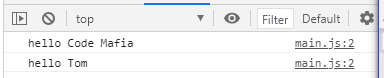 top Filter Default
hello Code Mafia main.js:2
hello Tom main.js:2